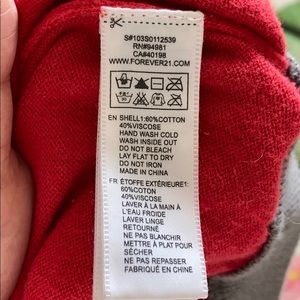 S#103S0112539
RN#94981
CA#40198
WWW.FOREVER21.COM
EN SHELL1:60%COTTON
40%VISCOSE
HAND WASH COLD
WASH INSIDE OUT
DO NOT BLEACH
LAY FLAT TO DRY
DO NOT IRON
MADE IN CHINA
FR ÉTOFFE EXTÉRIEURE1:
60%COTON
40%VISCOSE
LAVER À LA MAIN À
L'EAU FROIDE
LAVER LINGE
RETOURNÉ
NE PAS BLANCHIR
METTRE À PLAT POUR
SÉCHER
NE PAS REPASSER
FABRIQUÉ EN CHINE